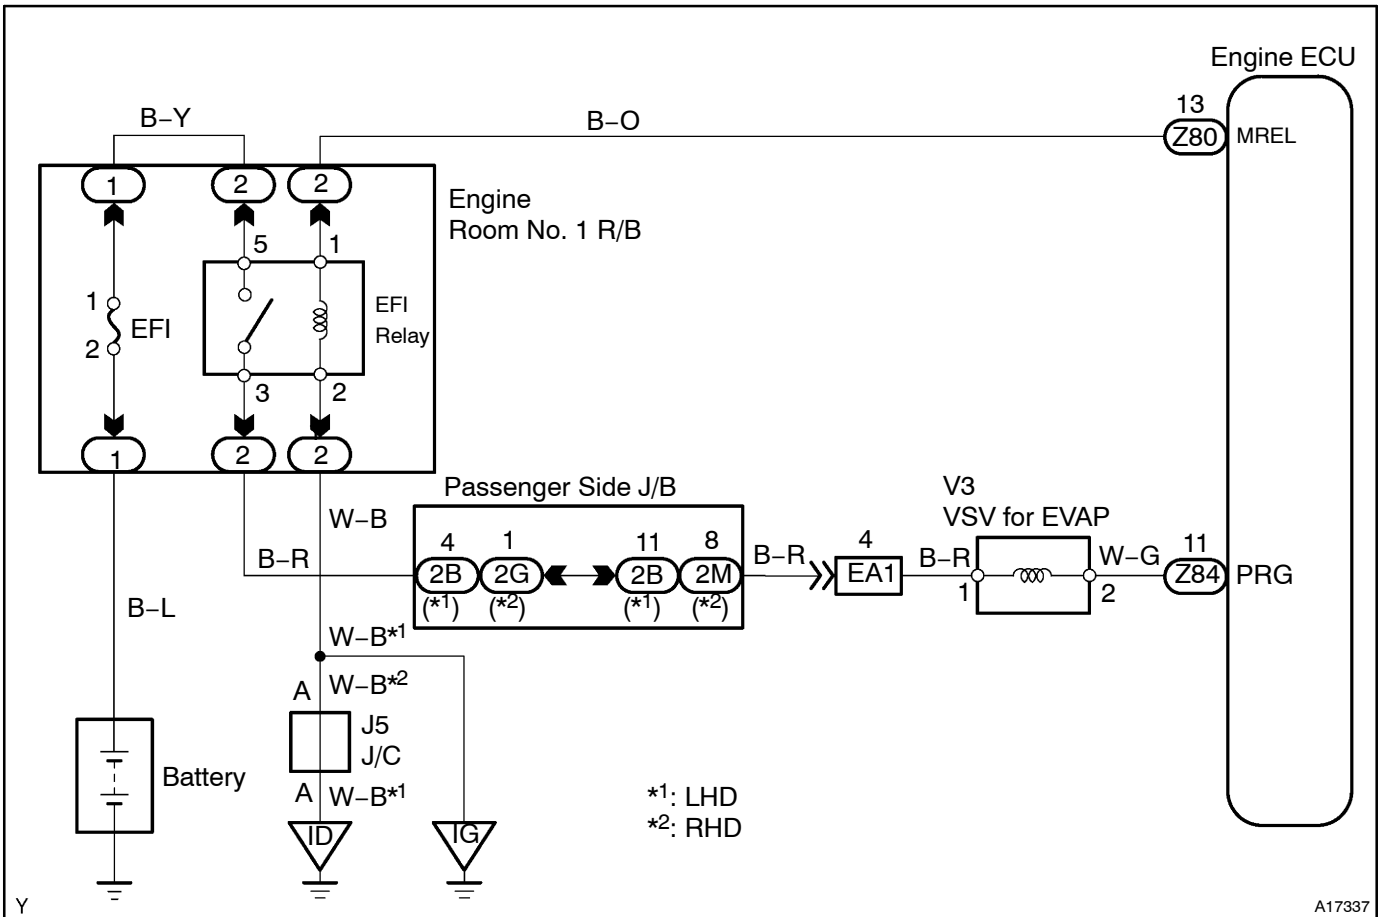 Engine ECU
13
B−Y
B−O
Z80
MREL
1
2
2
Engine
Room No. 1 R/B
5
1
1
EFI
2
EFI
Relay
3
2
1
2
2
Passenger Side J/B
V3
VSV for EVAP
W−B
4
1
11
8
B−R
4
B−R
W−G
11
B−R
2B
2G
2B
2M
EA1
1
2
Z84
PRG
(*1)
(*2)
(*1)
(*2)
B−L
W−B*1
A
W−B*2
J5
J/C
Battery
A
W−B*1
*1: LHD
*2: RHD
ID
IG
Y
A17337